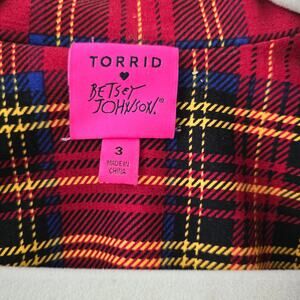 TORRID
♥
BETSEY
JOHNSON.®
3
MADE IN
CHINA